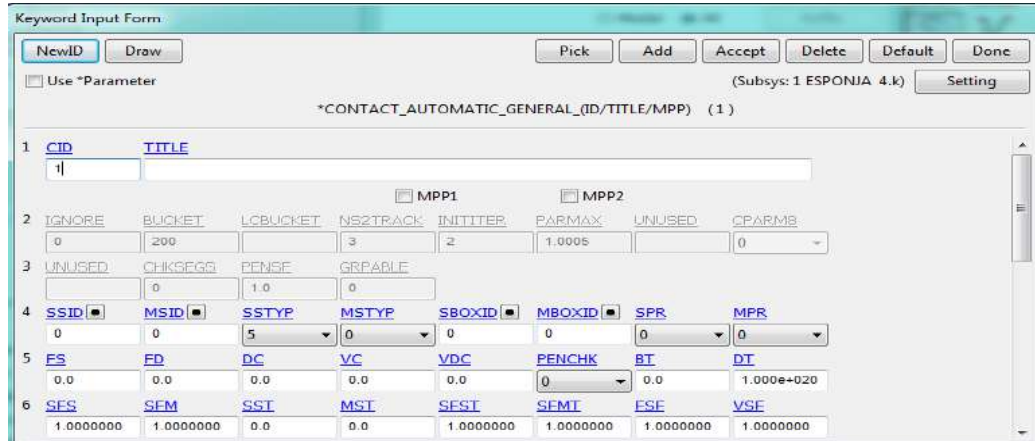 Keyword Input Form
NewID Draw Pick Add Accept Delete Default Done
Use *Parameter (Subsys: 1 ESPONJA 4.k) Setting
*CONTACT_AUTOMATIC_GENERAL_(ID/TITLE/MPP) (1)
1 CID TITLE
1
MPP1 MPP2
2 IGNORE BUCKET LCBUCKET NS2TRACK INITITER PARMAX UNUSED CPARM8
0 200 3 2 1.0005 0
3 UNUSED CHKSEGS PENSF GRPABLE
0 1.0 0
4 SSID MSID SSTYP MSTYP SBOXID MBOXID SPR MPR
0 0 5 0 0 0 0 0
5 FS FD DC VC VDC PENCHK BT DT
0.0 0.0 0.0 0.0 0.0 0 0.0 1.000e+020
6 SFS SFM SST MST SFST SFMT FSF VSF
1.0000000 1.0000000 0.0 0.0 1.0000000 1.0000000 1.0000000 1.0000000